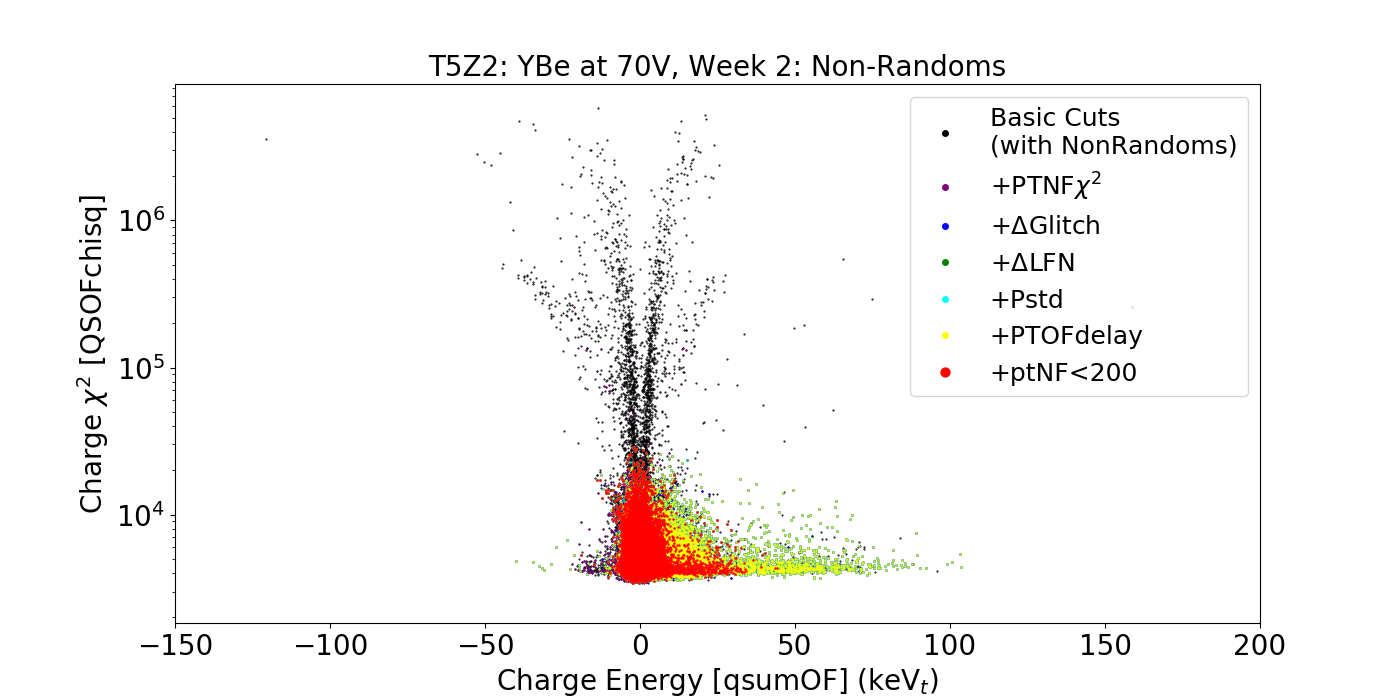 T5Z2: YBe at 70V, Week 2: Non-Randoms
Charge χ² [QSOFchisq]
10⁶
10⁵
10⁴
Basic Cuts
(with NonRandoms)
+PTNFχ²
+ΔGlitch
+ΔLFN
+Pstd
+PTOFdelay
+ptNF<200
−150 −100 −50 0 50 100 150 200
Charge Energy [qsumOF] (keVₜ)